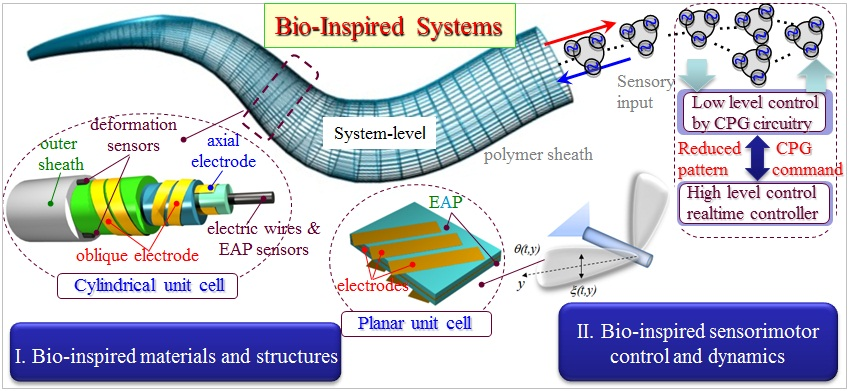 Bio-Inspired Systems
Sensory
input
Low level control
by CPG circuitry
System-level
polymer sheath
Reduced
pattern
CPG
command
High level control
realtime controller
deformation
sensors
outer
sheath
axial
electrode
electric wires &
EAP sensors
oblique electrode
Cylindrical unit cell
EAP
electrodes
Planar unit cell
θ(t,y)
y
ξ(t,y)
I. Bio-inspired materials and structures
II. Bio-inspired sensorimotor
control and dynamics